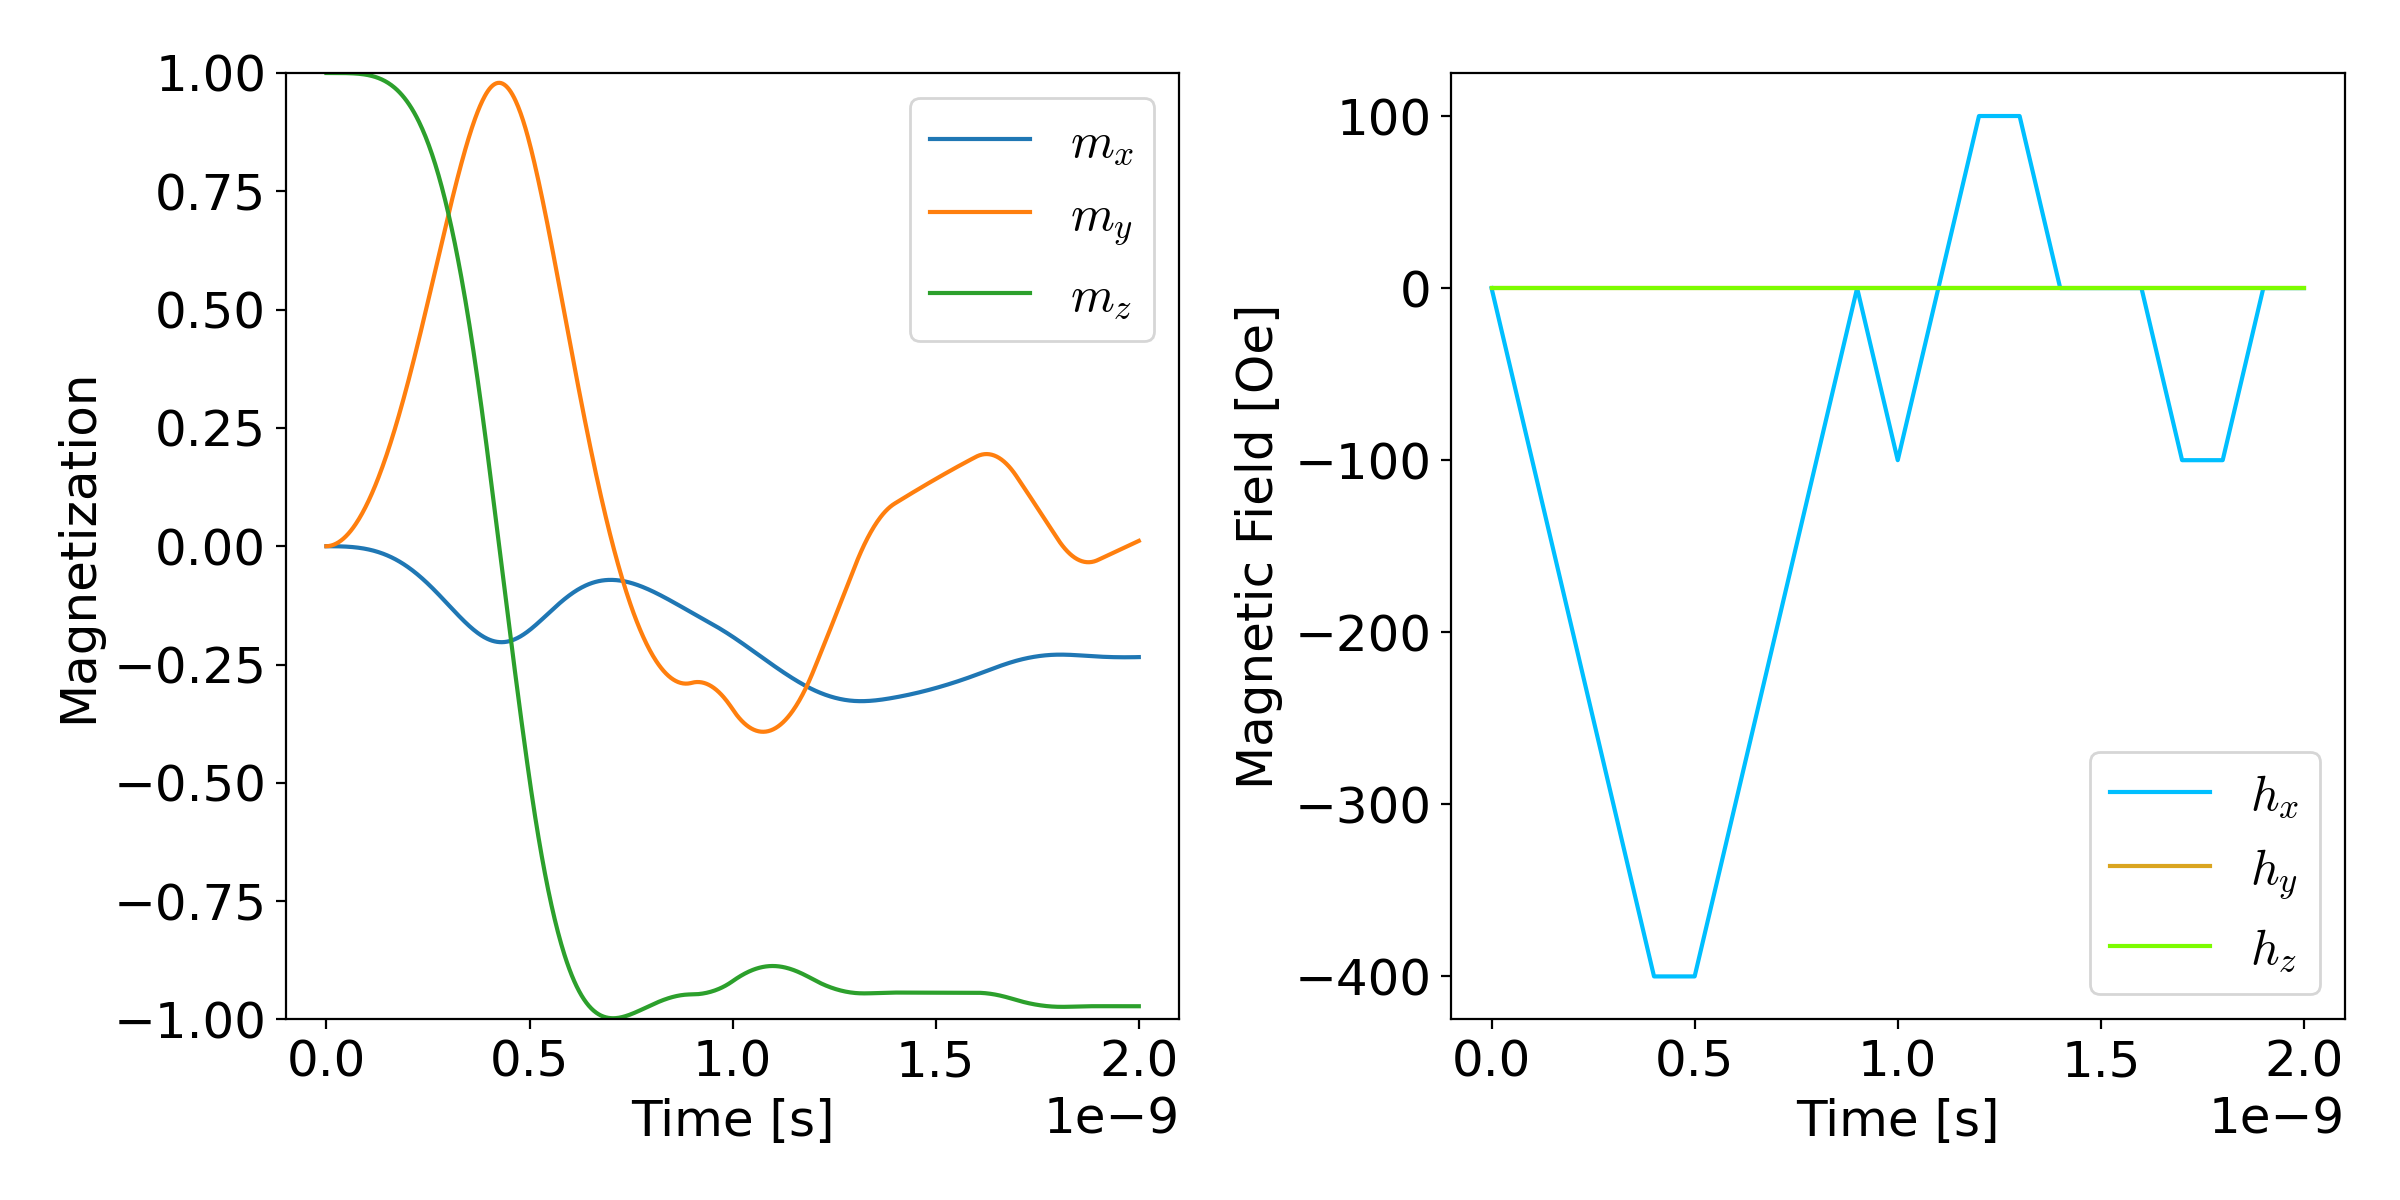 Magnetization
1.00
0.75
0.50
0.25
0.00
−0.25
−0.50
−0.75
−1.00
m_x
m_y
m_z
0.0 0.5 1.0 1.5 2.0
Time [s]
1e−9
Magnetic Field [Oe]
100
0
−100
−200
−300
−400
h_x
h_y
h_z
0.0 0.5 1.0 1.5 2.0
Time [s]
1e−9